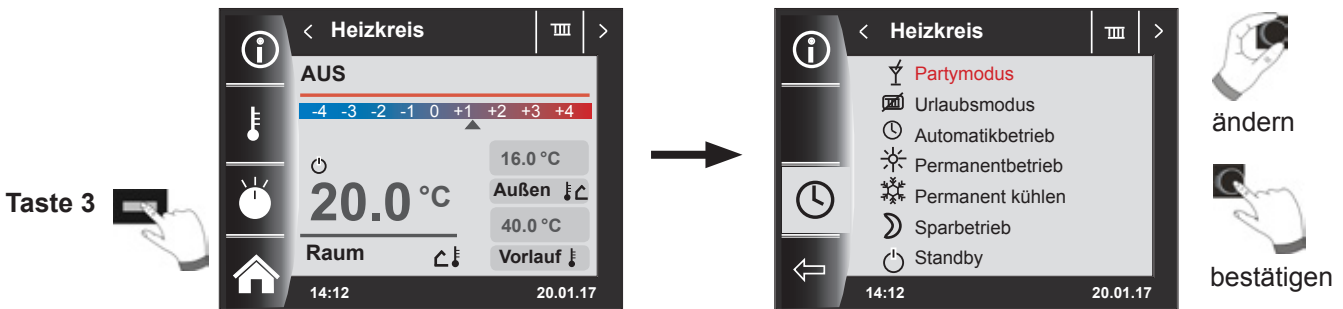 Taste 3
Heizkreis
AUS
-4 -3 -2 -1 0 +1 +2 +3 +4
20.0 °C
Raum
16.0 °C
Außen
40.0 °C
Vorlauf
14:12 20.01.17
Heizkreis
Partymodus
Urlaubsmodus
Automatikbetrieb
Permanentbetrieb
Permanent kühlen
Sparbetrieb
Standby
14:12 20.01.17
ändern
bestätigen